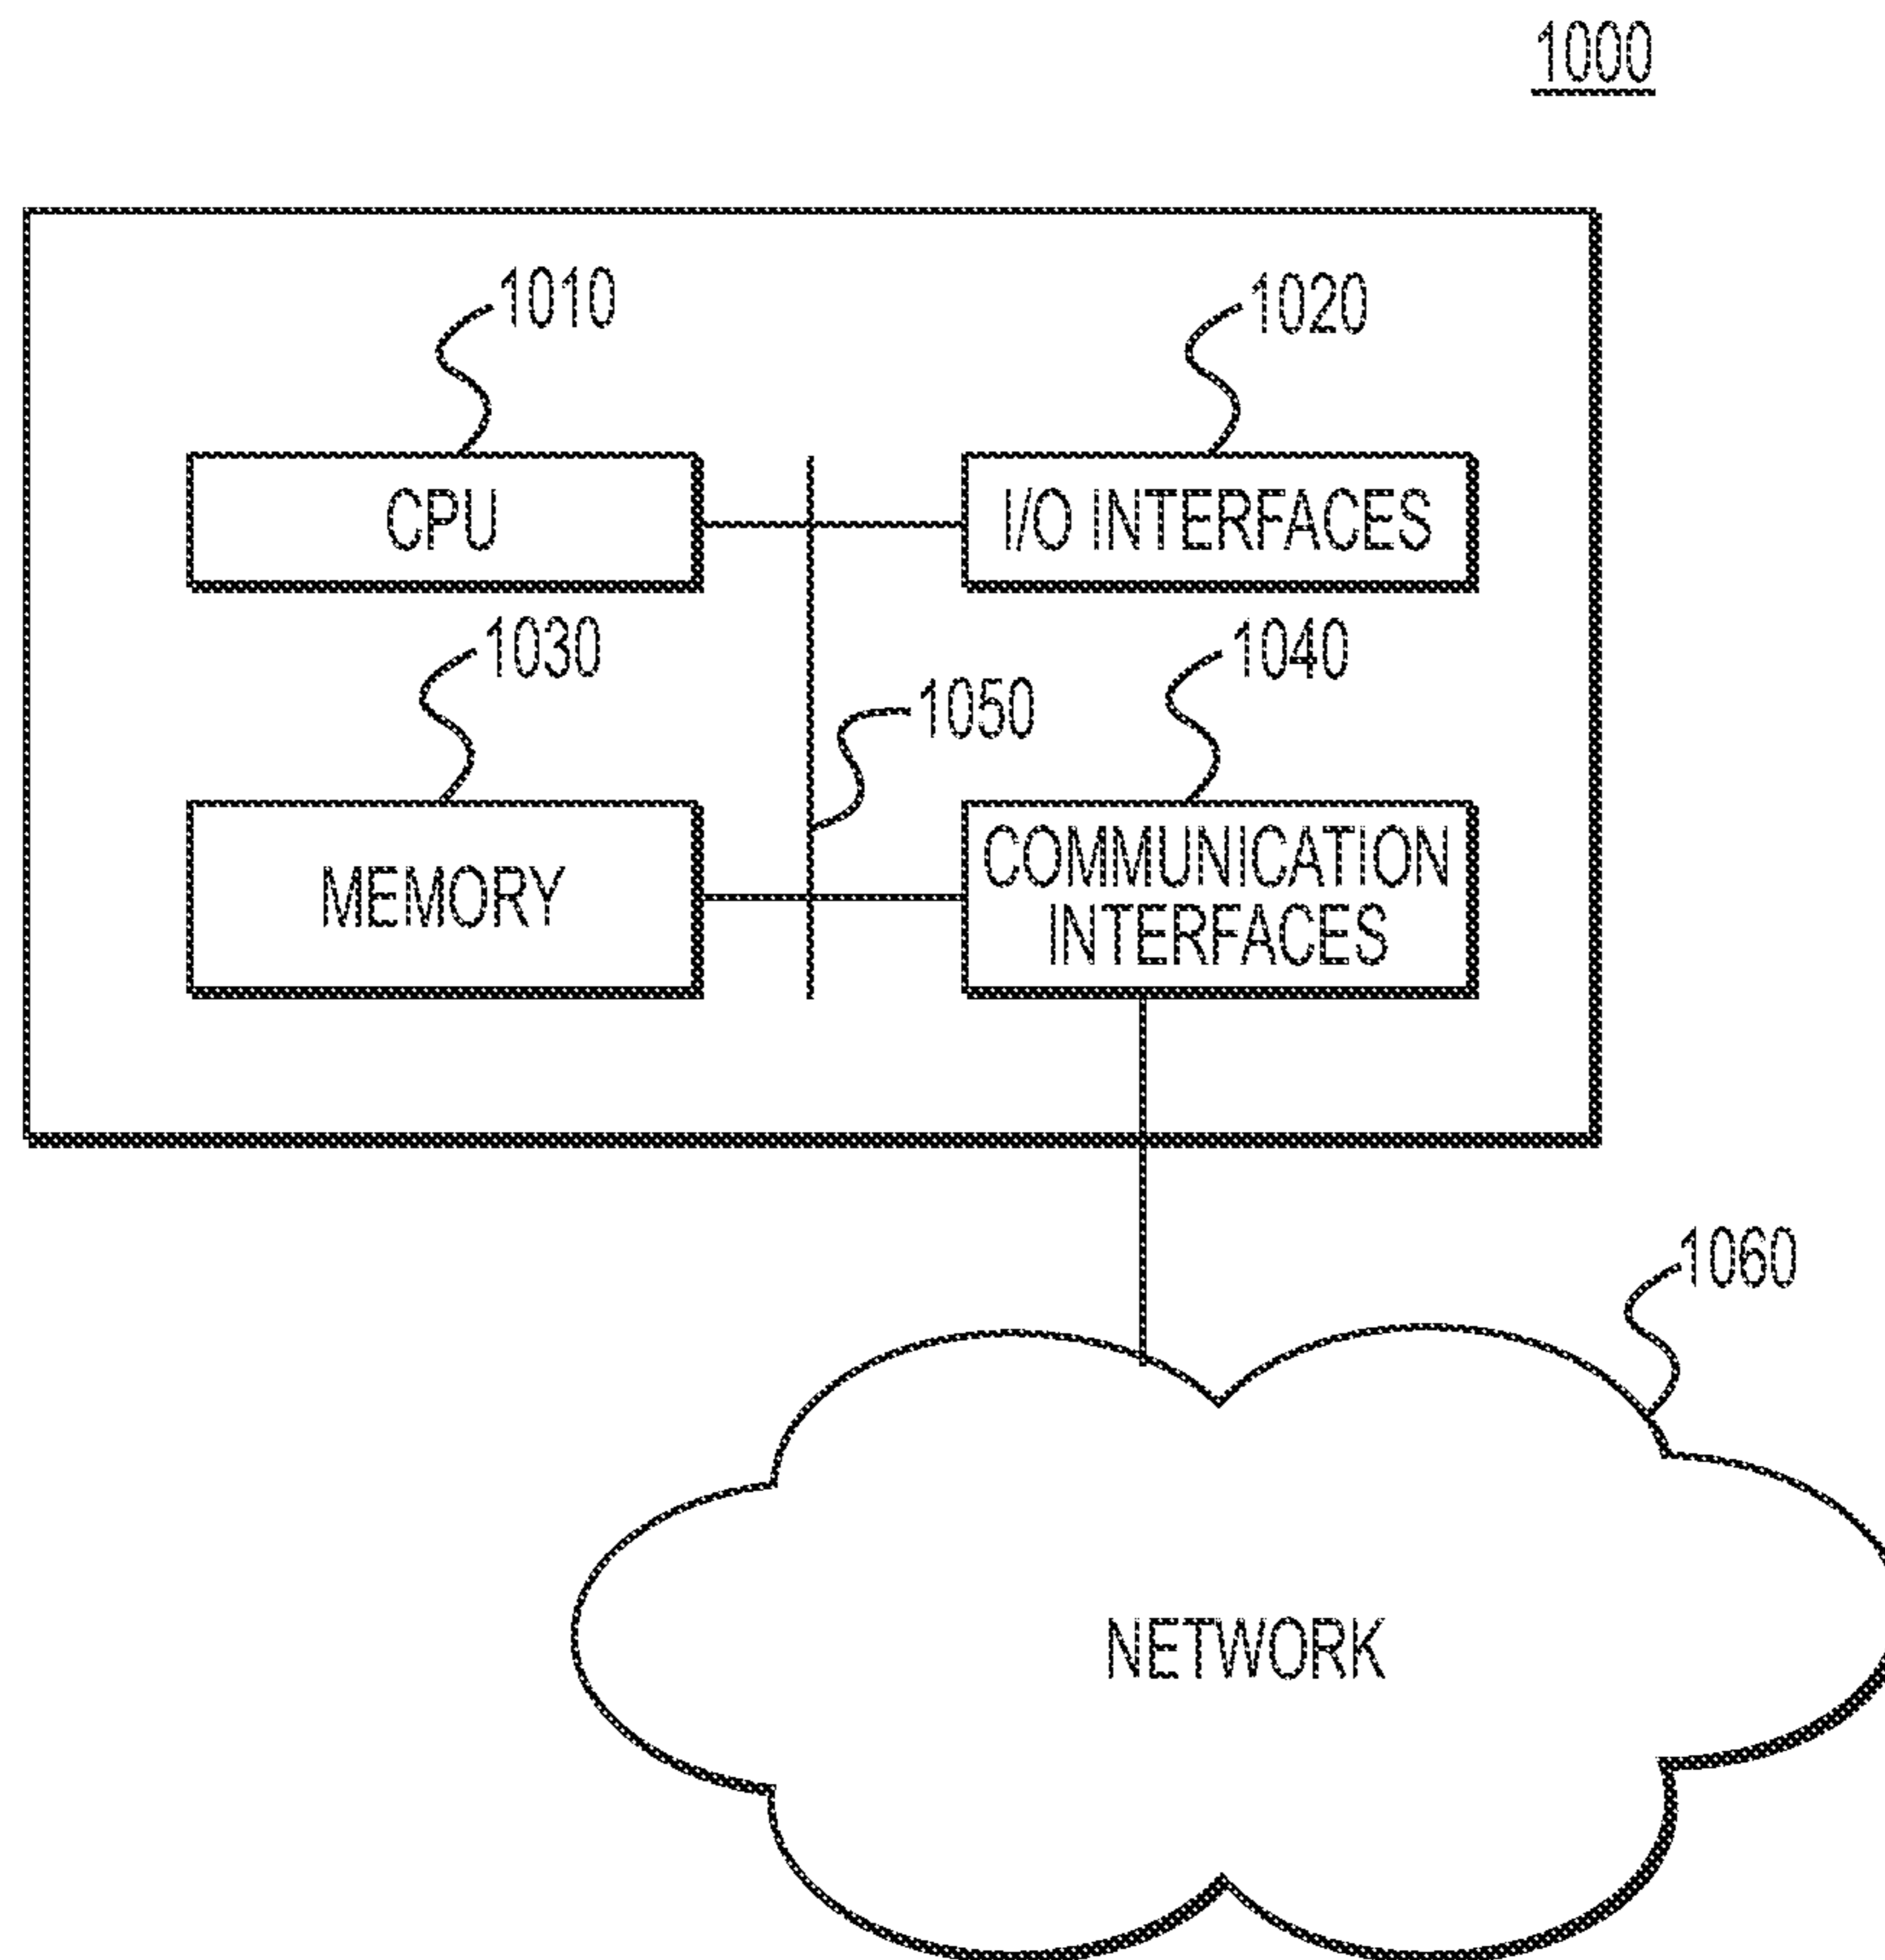 1000
1010
1020
CPU
I/O INTERFACES
1030
1040
1050
MEMORY
COMMUNICATION
INTERFACES
1060
NETWORK